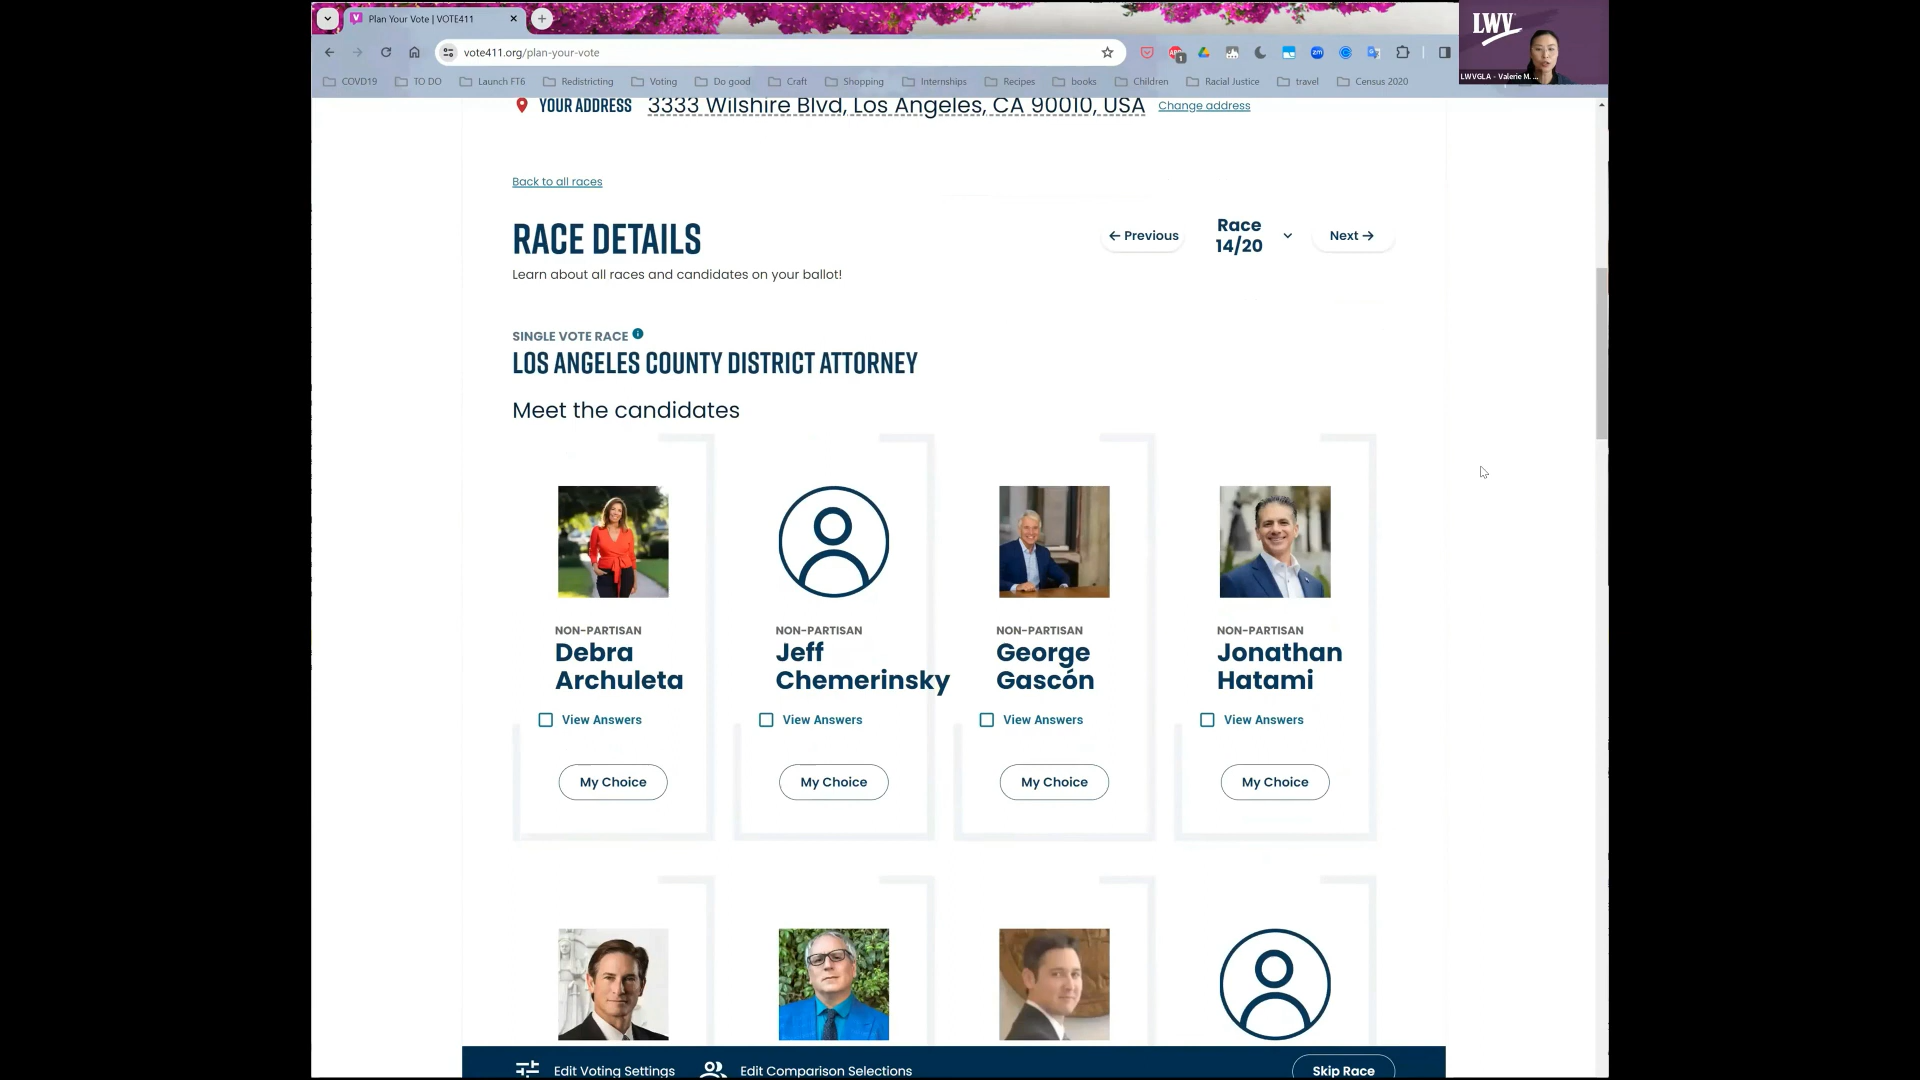 Plan Your Vote | VOTE411
LWV
vote411.org/plan-your-vote
LWVGLA - Valerie M. ...
COVD19
TO DO
Launch FT6
Redistricting
Voting
Do good
Craft
Shopping
Internships
Recipes
books
Children
Racial Justice
travel
Census 2020
YOUR ADDRESS 3333 Wilshire Blvd, Los Angeles, CA 90010, USA Change address
Back to all races
RACE DETAILS
← Previous
Race
14/20
Next →
Learn about all races and candidates on your ballot!
SINGLE VOTE RACE
LOS ANGELES COUNTY DISTRICT ATTORNEY
Meet the candidates
NON-PARTISAN
Debra
Archuleta
View Answers
My Choice
NON-PARTISAN
Jeff
Chemerinsky
View Answers
My Choice
NON-PARTISAN
George
Gascón
View Answers
My Choice
NON-PARTISAN
Jonathan
Hatami
View Answers
My Choice
Edit Voting Settings
Edit Comparison Selections
Skip Race